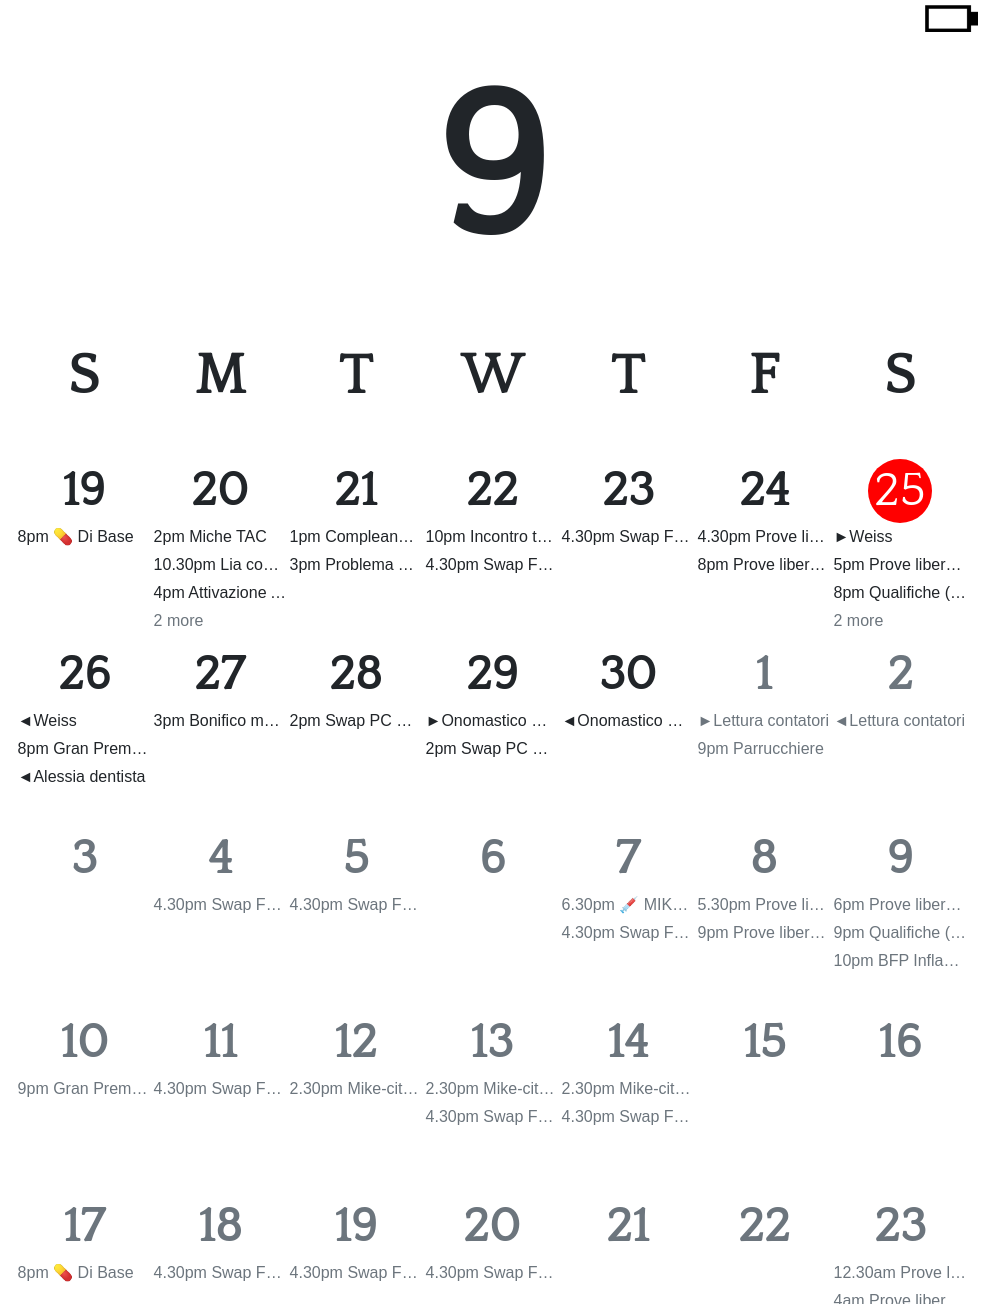 9
S M T W T F S
19 20 21 22 23 24 25
8pm 💊 Di Base 2pm Miche TAC 1pm Complean… 10pm Incontro t… 4.30pm Swap F… 4.30pm Prove li… ►Weiss
10.30pm Lia co… 3pm Problema … 4.30pm Swap F… 8pm Prove liber… 5pm Prove liber…
4pm Attivazione … 8pm Qualifiche (…
2 more 2 more
26 27 28 29 30 1 2
◄Weiss 3pm Bonifico m… 2pm Swap PC … ►Onomastico … ◄Onomastico … ►Lettura contatori ◄Lettura contatori
8pm Gran Prem… 2pm Swap PC … 9pm Parrucchiere
◄Alessia dentista
3 4 5 6 7 8 9
4.30pm Swap F… 4.30pm Swap F… 6.30pm 💉 MIK… 5.30pm Prove li… 6pm Prove liber…
4.30pm Swap F… 9pm Prove liber… 9pm Qualifiche (…
10pm BFP Infla…
10 11 12 13 14 15 16
9pm Gran Prem… 4.30pm Swap F… 2.30pm Mike-cit… 2.30pm Mike-cit… 2.30pm Mike-cit…
4.30pm Swap F… 4.30pm Swap F…
17 18 19 20 21 22 23
8pm 💊 Di Base 4.30pm Swap F… 4.30pm Swap F… 4.30pm Swap F… 12.30am Prove l…
4am Prove liber